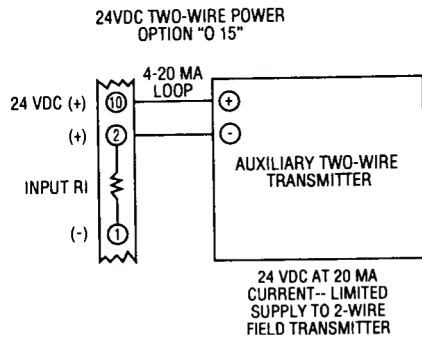 24VDC TWO-WIRE POWER
OPTION "O 15"
4-20 MA
LOOP
24 VDC (+)
10
+
(+)
2
-
AUXILIARY TWO-WIRE
TRANSMITTER
INPUT RI
(-)
1
24 VDC AT 20 MA
CURRENT-- LIMITED
SUPPLY TO 2-WIRE
FIELD TRANSMITTER